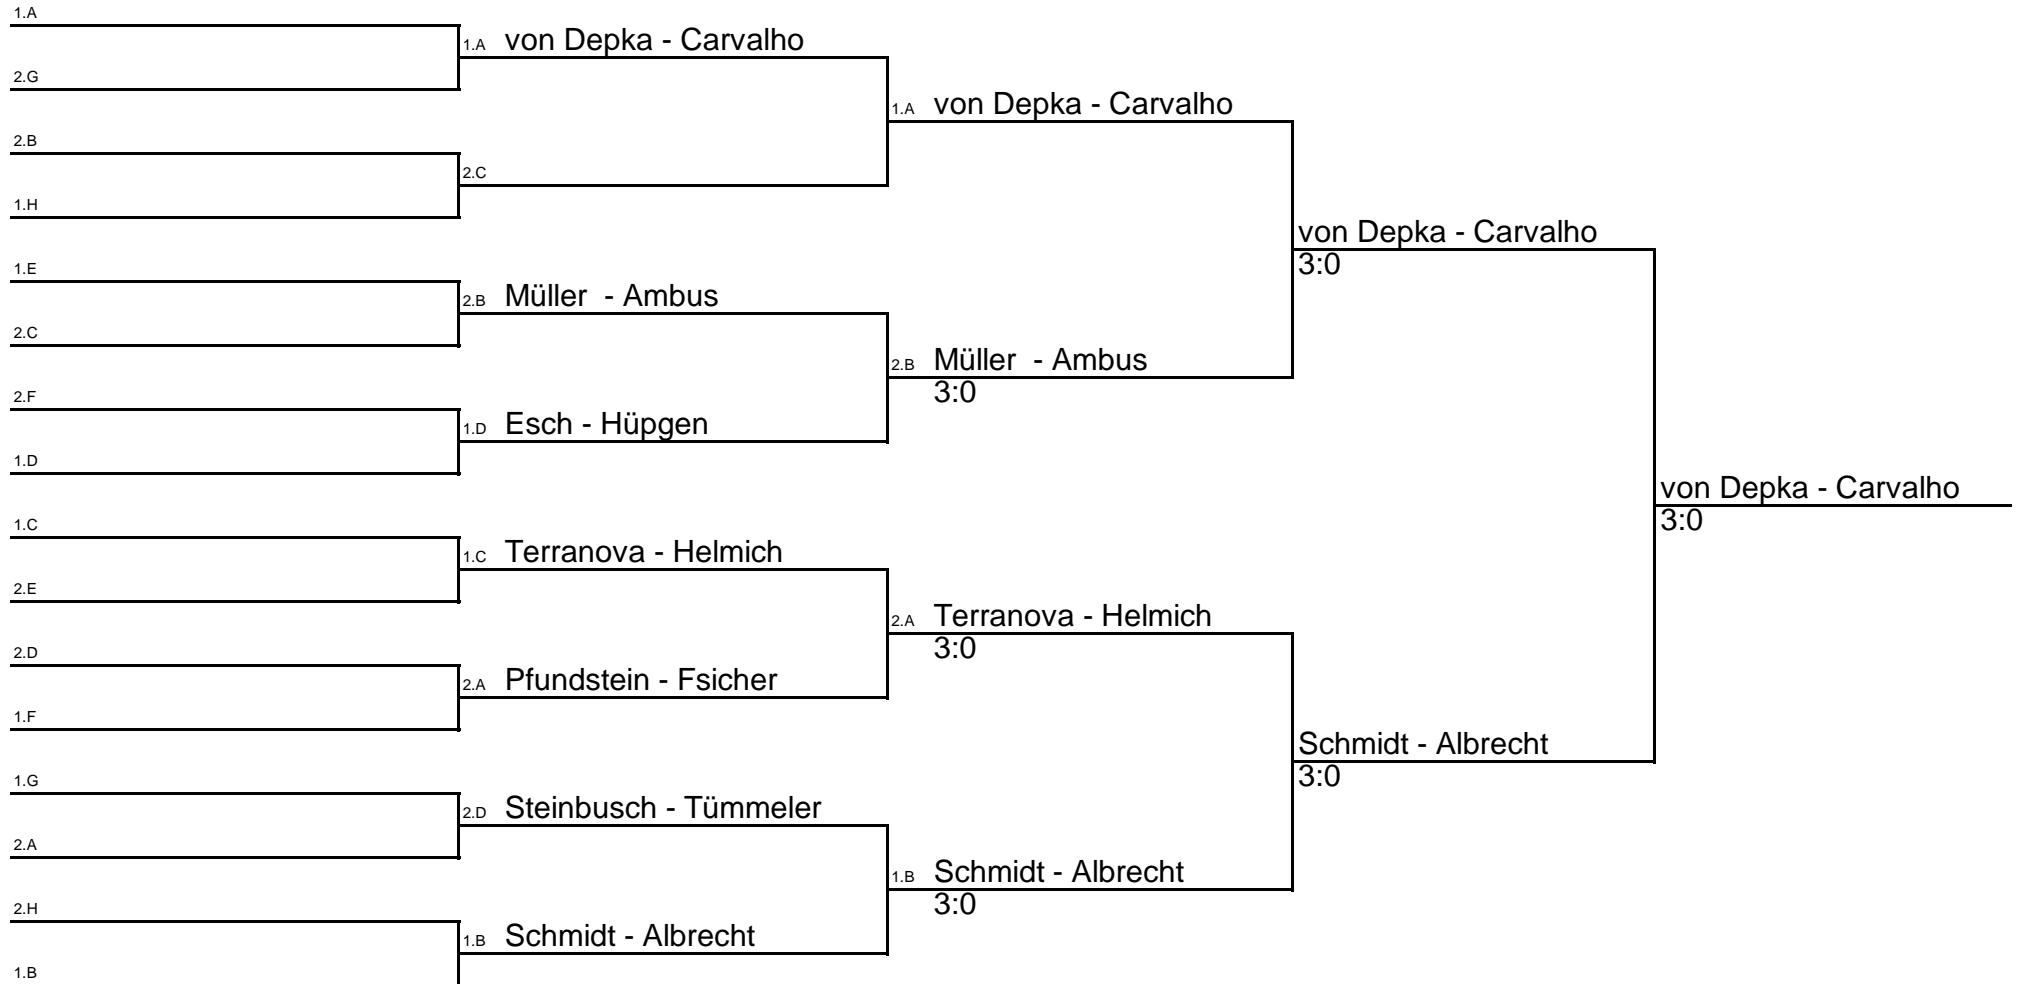 1.A
1.A von Depka - Carvalho
2.G
1.A von Depka - Carvalho
2.B
2.C
1.H
von Depka - Carvalho
3:0
1.E
2.B Müller - Ambus
2.C
2.B Müller - Ambus
3:0
2.F
1.D Esch - Hüpgen
1.D
von Depka - Carvalho
3:0
1.C
1.C Terranova - Helmich
2.E
2.A Terranova - Helmich
3:0
2.D
2.A Pfundstein - Fsicher
1.F
Schmidt - Albrecht
3:0
1.G
2.D Steinbusch - Tümmeler
2.A
1.B Schmidt - Albrecht
3:0
2.H
1.B Schmidt - Albrecht
1.B